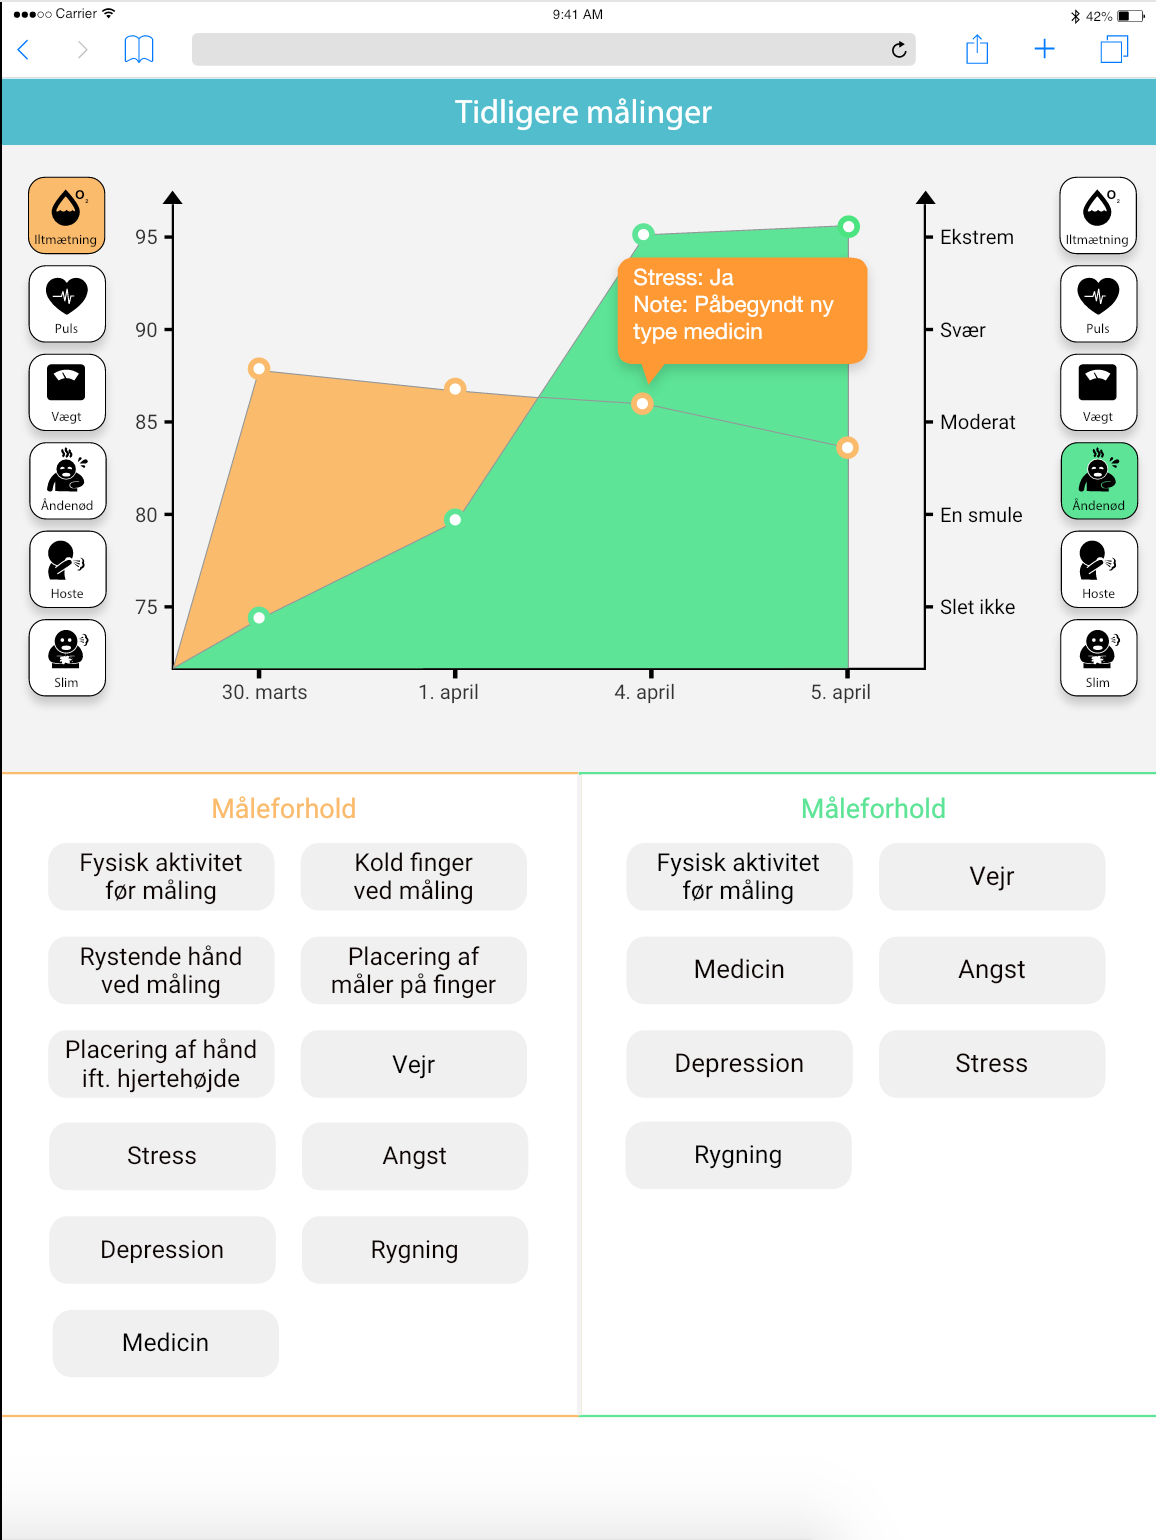 Carrier
9:41 AM
42%
Tidligere målinger
O₂
Iltmætning
Puls
Vægt
Åndenød
Hoste
Slim
95
90
85
80
75
Stress: Ja
Note: Påbegyndt ny
type medicin
30. marts
1. april
4. april
5. april
Ekstrem
Svær
Moderat
En smule
Slet ikke
O₂
Iltmætning
Puls
Vægt
Åndenød
Hoste
Slim
Måleforhold
Fysisk aktivitet
før måling
Kold finger
ved måling
Rystende hånd
ved måling
Placering af
måler på finger
Placering af hånd
ift. hjertehøjde
Vejr
Stress
Angst
Depression
Rygning
Medicin
Måleforhold
Fysisk aktivitet
før måling
Vejr
Medicin
Angst
Depression
Stress
Rygning